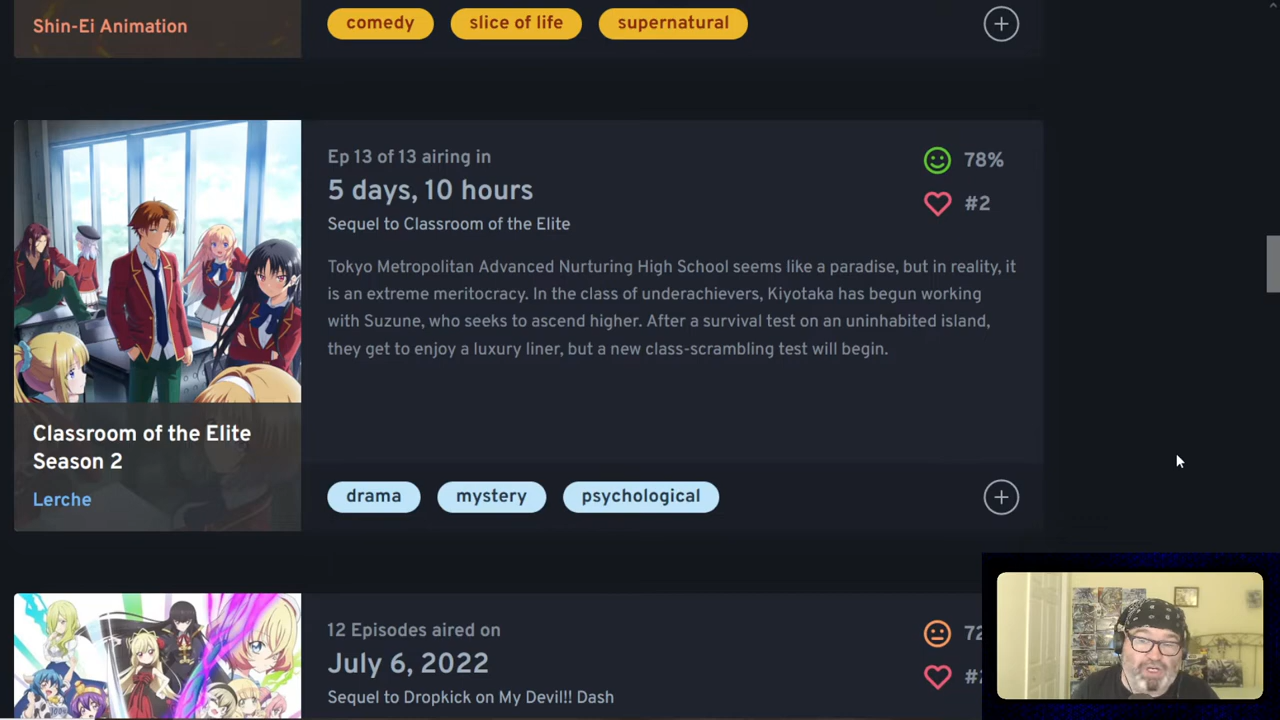 Shin-Ei Animation
comedy
slice of life
supernatural
Ep 13 of 13 airing in
5 days, 10 hours
Sequel to Classroom of the Elite
78%
#2
Tokyo Metropolitan Advanced Nurturing High School seems like a paradise, but in reality, it
is an extreme meritocracy. In the class of underachievers, Kiyotaka has begun working
with Suzune, who seeks to ascend higher. After a survival test on an uninhabited island,
they get to enjoy a luxury liner, but a new class-scrambling test will begin.
Classroom of the Elite
Season 2
Lerche
drama
mystery
psychological
12 Episodes aired on
July 6, 2022
Sequel to Dropkick on My Devil!! Dash